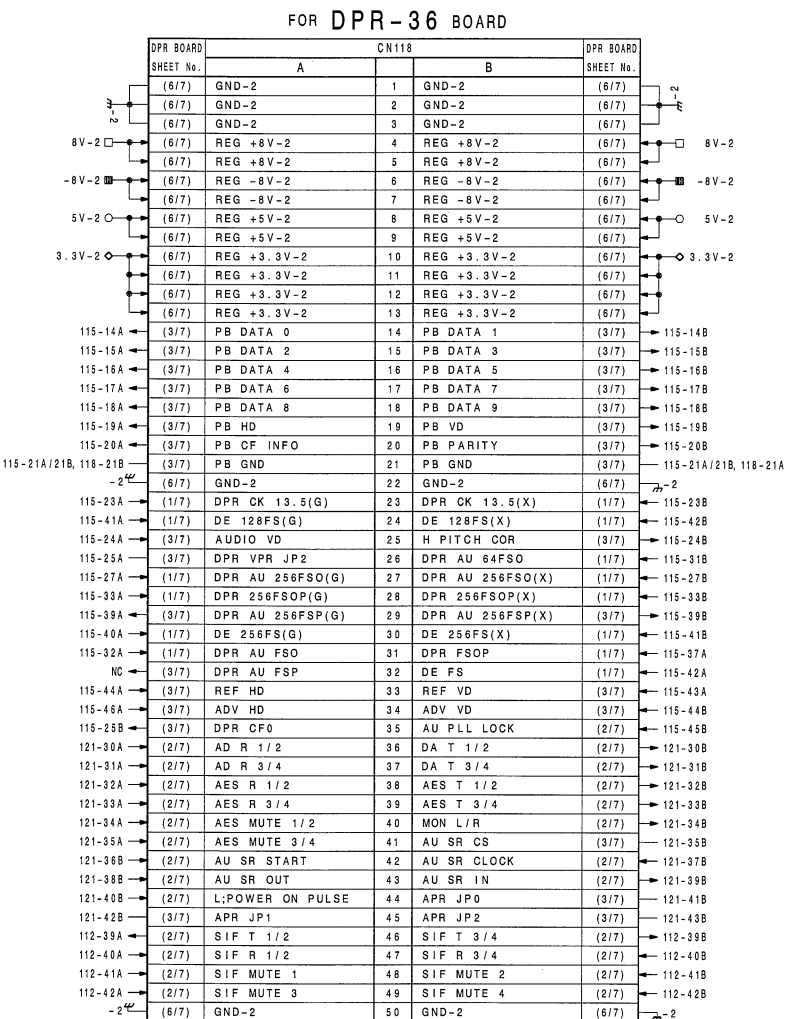 FOR DPR-36 BOARD
DPR BOARD CN118 DPR BOARD
SHEET No. A B SHEET No.
(6/7) GND-2 1 GND-2 (6/7)
-2 (6/7) GND-2 2 GND-2 (6/7) -2
(6/7) GND-2 3 GND-2 (6/7)
8V-2 (6/7) REG +8V-2 4 REG +8V-2 (6/7) 8V-2
(6/7) REG +8V-2 5 REG +8V-2 (6/7)
-8V-2 (6/7) REG -8V-2 6 REG -8V-2 (6/7) -8V-2
(6/7) REG -8V-2 7 REG -8V-2 (6/7)
5V-2 (6/7) REG +5V-2 8 REG +5V-2 (6/7) 5V-2
(6/7) REG +5V-2 9 REG +5V-2 (6/7)
3.3V-2 (6/7) REG +3.3V-2 10 REG +3.3V-2 (6/7) 3.3V-2
(6/7) REG +3.3V-2 11 REG +3.3V-2 (6/7)
(6/7) REG +3.3V-2 12 REG +3.3V-2 (6/7)
(6/7) REG +3.3V-2 13 REG +3.3V-2 (6/7)
115-14A (3/7) PB DATA 0 14 PB DATA 1 (3/7) 115-14B
115-15A (3/7) PB DATA 2 15 PB DATA 3 (3/7) 115-15B
115-16A (3/7) PB DATA 4 16 PB DATA 5 (3/7) 115-16B
115-17A (3/7) PB DATA 6 17 PB DATA 7 (3/7) 115-17B
115-18A (3/7) PB DATA 8 18 PB DATA 9 (3/7) 115-18B
115-19A (3/7) PB HD 19 PB VD (3/7) 115-19B
115-20A (3/7) PB CF INFO 20 PB PARITY (3/7) 115-20B
115-21A/21B, 118-21B (3/7) PB GND 21 PB GND (3/7) 115-21A/21B, 118-21A
-2 (6/7) GND-2 22 GND-2 (6/7) -2
115-23A (1/7) DPR CK 13.5(G) 23 DPR CK 13.5(X) (1/7) 115-23B
115-41A (1/7) DE 128FS(G) 24 DE 128FS(X) (1/7) 115-42B
115-24A (3/7) AUDIO VD 25 H PITCH COR (3/7) 115-24B
115-25A (3/7) DPR VPR JP2 26 DPR AU 64FSO (1/7) 115-31B
115-27A (1/7) DPR AU 256FSO(G) 27 DPR AU 256FSO(X) (1/7) 115-27B
115-33A (1/7) DPR 256FSOP(G) 28 DPR 256FSOP(X) (1/7) 115-33B
115-39A (3/7) DPR AU 256FSP(G) 29 DPR AU 256FSP(X) (3/7) 115-39B
115-40A (1/7) DE 256FS(G) 30 DE 256FS(X) (1/7) 115-41B
115-32A (1/7) DPR AU FSO 31 DPR FSOP (1/7) 115-37A
NC (3/7) DPR AU FSP 32 DE FS (1/7) 115-42A
115-44A (3/7) REF HD 33 REF VD (3/7) 115-43A
115-46A (3/7) ADV HD 34 ADV VD (3/7) 115-44B
115-25B (3/7) DPR CF0 35 AU PLL LOCK (2/7) 115-45B
121-30A (2/7) AD R 1/2 36 DA T 1/2 (2/7) 121-30B
121-31A (2/7) AD R 3/4 37 DA T 3/4 (2/7) 121-31B
121-32A (2/7) AES R 1/2 38 AES T 1/2 (2/7) 121-32B
121-33A (2/7) AES R 3/4 39 AES T 3/4 (2/7) 121-33B
121-34A (2/7) AES MUTE 1/2 40 MON L/R (2/7) 121-34B
121-35A (2/7) AES MUTE 3/4 41 AU SR CS (3/7) 121-35B
121-36B (2/7) AU SR START 42 AU SR CLOCK (2/7) 121-37B
121-38B (2/7) AU SR OUT 43 AU SR IN (2/7) 121-39B
121-40B (2/7) L;POWER ON PULSE 44 APR JP0 (3/7) 121-41B
121-42B (3/7) APR JP1 45 APR JP2 (3/7) 121-43B
112-39A (2/7) SIF T 1/2 46 SIF T 3/4 (2/7) 112-39B
112-40A (2/7) SIF R 1/2 47 SIF R 3/4 (2/7) 112-40B
112-41A (2/7) SIF MUTE 1 48 SIF MUTE 2 (2/7) 112-41B
112-42A (2/7) SIF MUTE 3 49 SIF MUTE 4 (2/7) 112-42B
-2 (6/7) GND-2 50 GND-2 (6/7) -2